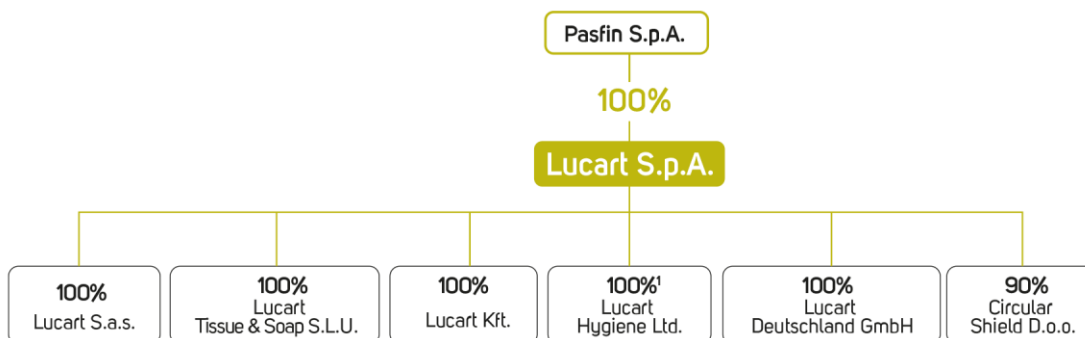 Pasfin S.p.A.
100%
Lucart S.p.A.
100%
Lucart S.a.s.
100%
Lucart
Tissue & Soap S.L.U.
100%
Lucart Kft.
100%¹
Lucart
Hygiene Ltd.
100%
Lucart
Deutschland GmbH
90%
Circular
Shield D.o.o.